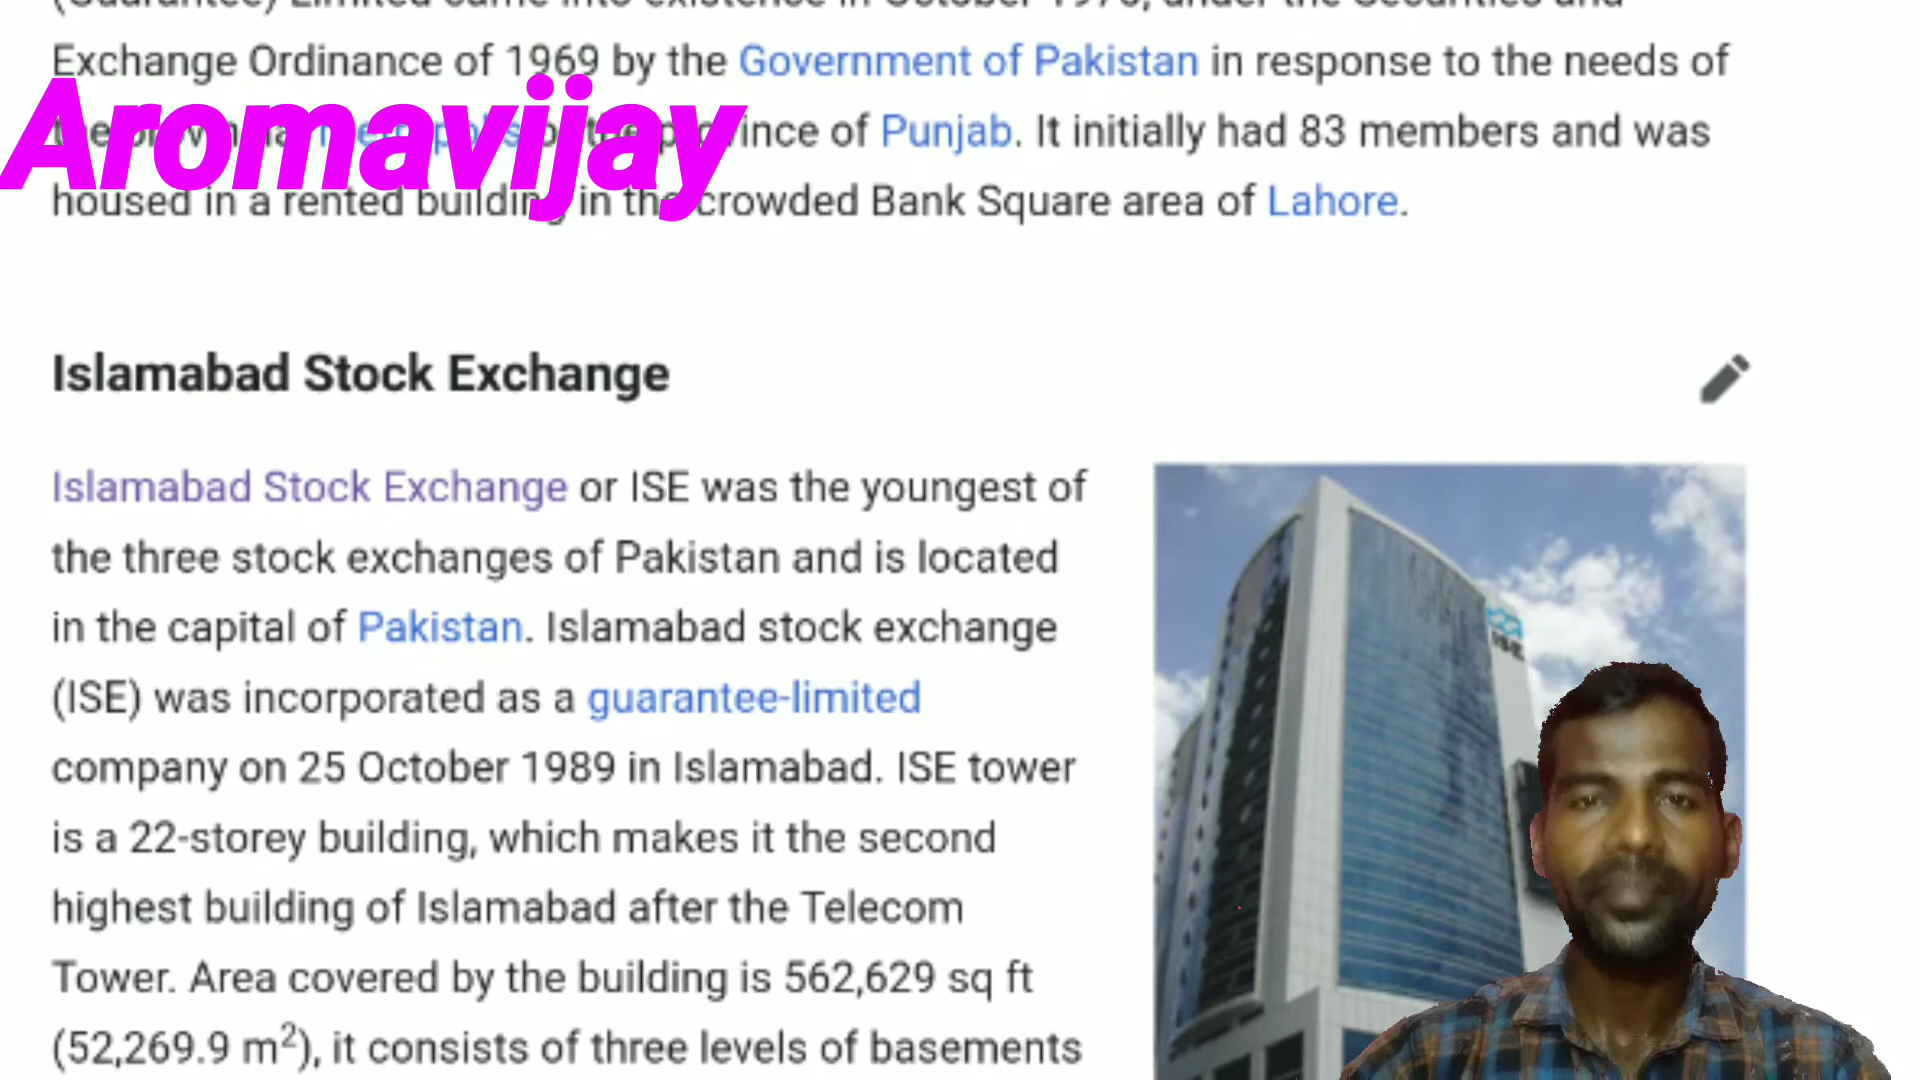 Exchange Ordinance of 1969 by the Government of Pakistan in response to the needs of
Aromavijay
the province of Punjab. It initially had 83 members and was
housed in a rented building in the crowded Bank Square area of Lahore.
Islamabad Stock Exchange
Islamabad Stock Exchange or ISE was the youngest of
the three stock exchanges of Pakistan and is located
in the capital of Pakistan. Islamabad stock exchange
(ISE) was incorporated as a guarantee-limited
company on 25 October 1989 in Islamabad. ISE tower
is a 22-storey building, which makes it the second
highest building of Islamabad after the Telecom
Tower. Area covered by the building is 562,629 sq ft
(52,269.9 m²), it consists of three levels of basements
ISE